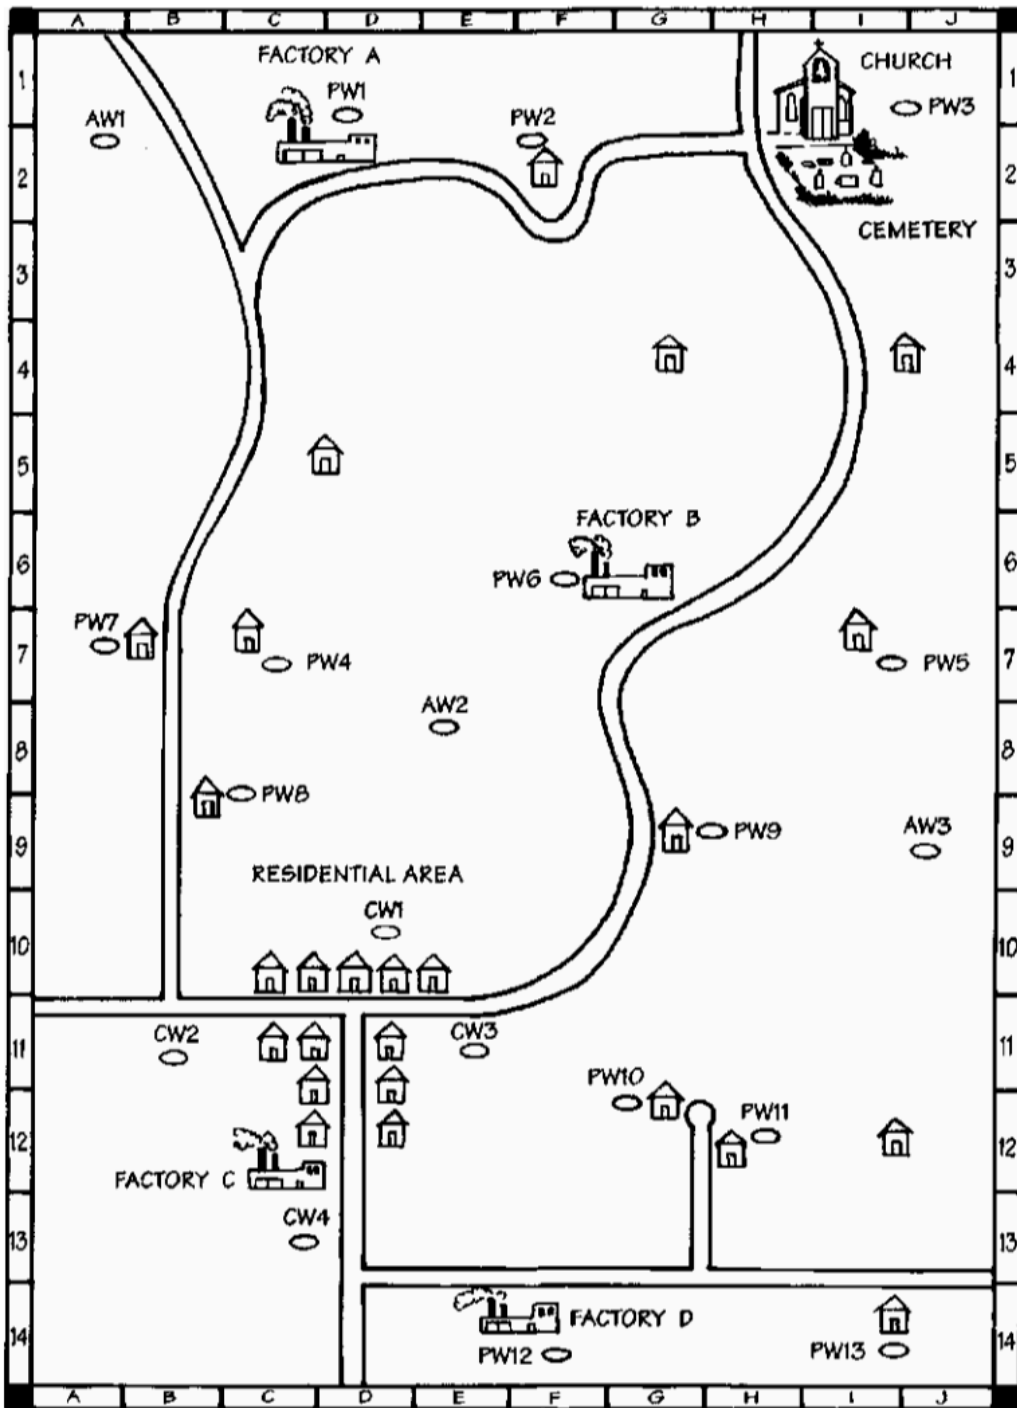 A B C D E F G H I J
FACTORY A
CHURCH
1 1
PW1
PW3
AW1
PW2
2 2
CEMETERY
3 3
4 4
5 5
FACTORY B
6 6
PW6
PW7
7 7
PW4
PW5
AW2
8 8
PW8
AW3
PW9
9 9
RESIDENTIAL AREA
CW1
10 10
CW2
CW3
11 11
PW10
PW11
12 12
FACTORY C
CW4
13 13
FACTORY D
14 14
PW12
PW13
A B C D E F G H I J